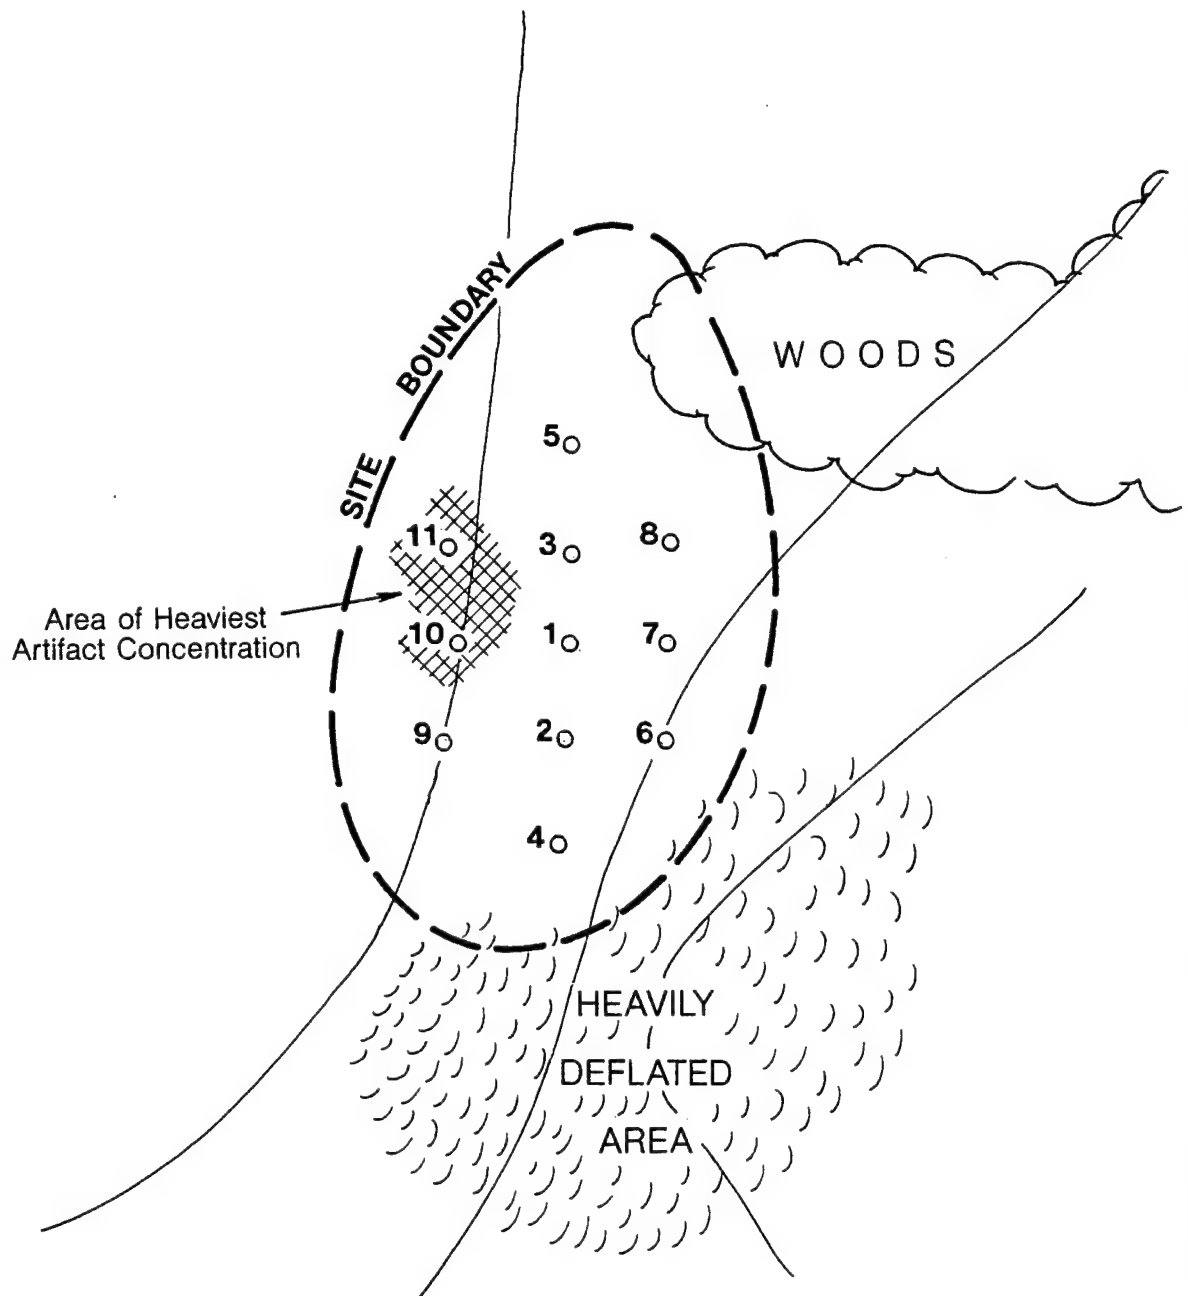 SITE BOUNDARY
WOODS
5
11
3
8
Area of Heaviest
Artifact Concentration
10
1
7
9
2
6
4
HEAVILY
DEFLATED
AREA